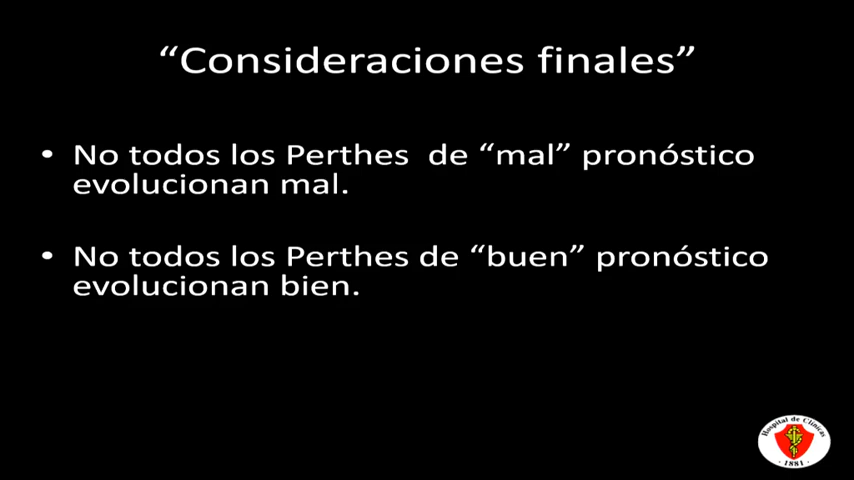 “Consideraciones finales”
• No todos los Perthes de “mal” pronóstico
evolucionan mal.
• No todos los Perthes de “buen” pronóstico
evolucionan bien.
Hospital de Clínicas
· 1881 ·